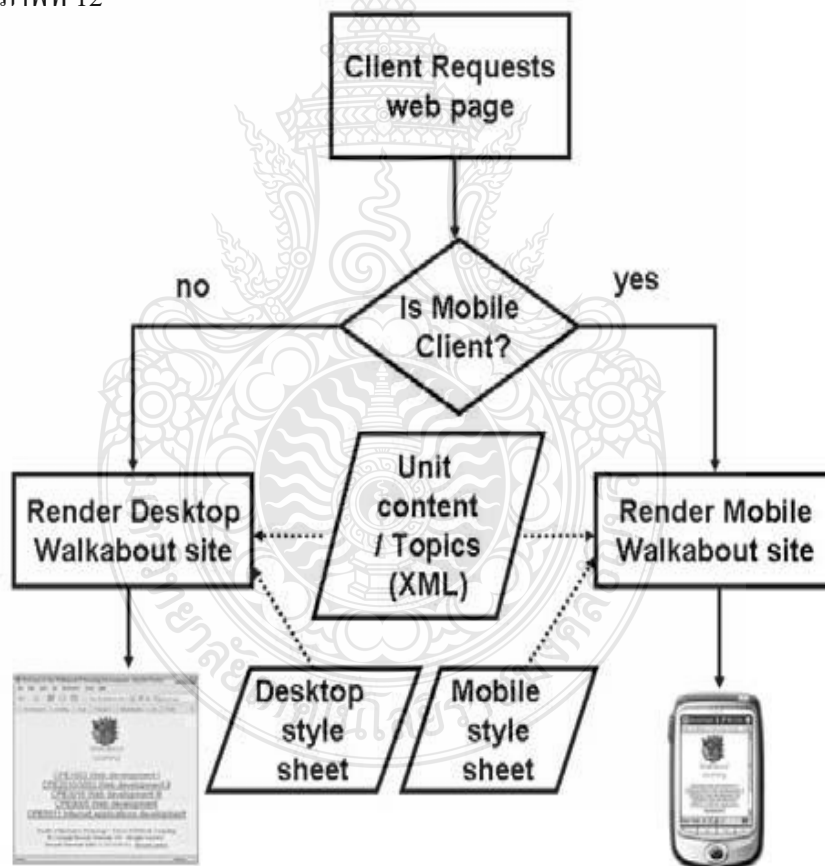 Client Requests
web page
no
yes
Is Mobile
Client?
Unit
content
/ Topics
(XML)
Render Desktop
Walkabout site
Render Mobile
Walkabout site
Desktop
style
sheet
Mobile
style
sheet